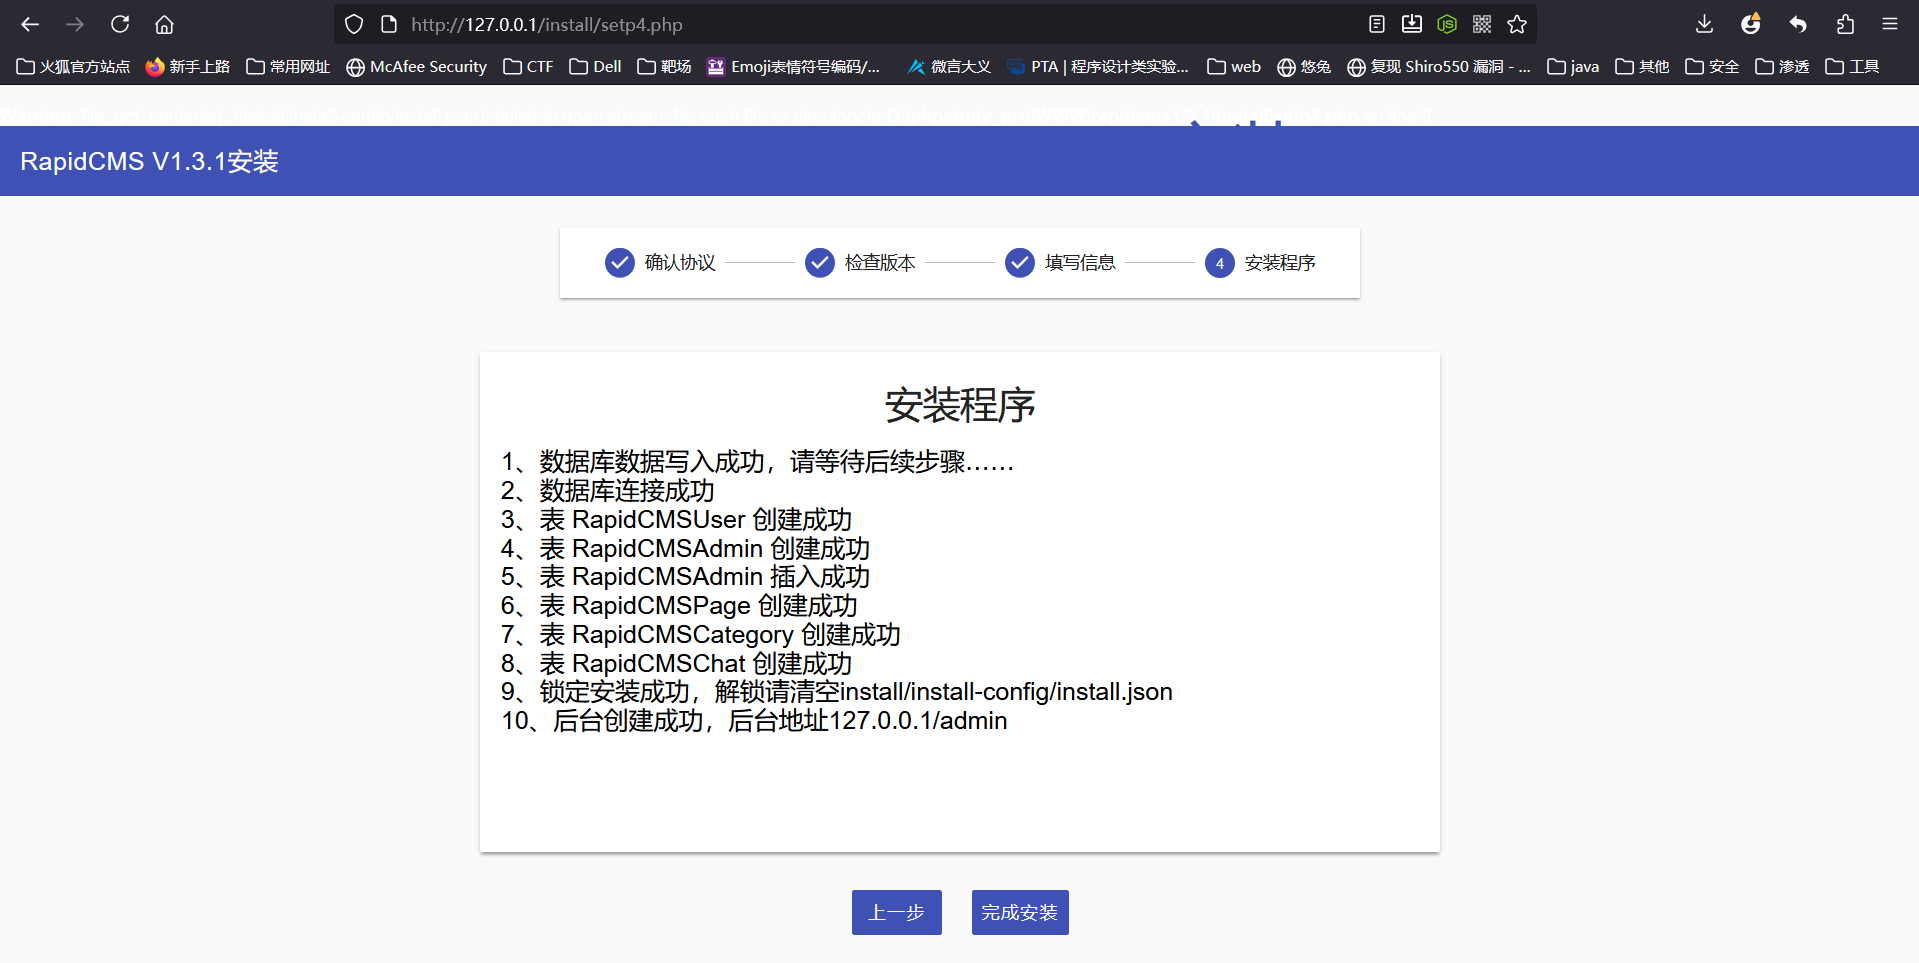 http://127.0.0.1/install/setp4.php
火狐官方站点 新手上路 常用网址 McAfee Security CTF Dell 靶场 Emoji表情符号编码/... 微言大义 PTA | 程序设计类实验... web 悠兔 复现 Shiro550 漏洞 - ... java 其他 安全 渗透 工具
RapidCMS V1.3.1安装
确认协议 检查版本 填写信息 4 安装程序
安装程序
1、数据库数据写入成功，请等待后续步骤……
2、数据库连接成功
3、表 RapidCMSUser 创建成功
4、表 RapidCMSAdmin 创建成功
5、表 RapidCMSAdmin 插入成功
6、表 RapidCMSPage 创建成功
7、表 RapidCMSCategory 创建成功
8、表 RapidCMSChat 创建成功
9、锁定安装成功，解锁请清空install/install-config/install.json
10、后台创建成功，后台地址127.0.0.1/admin
上一步 完成安装